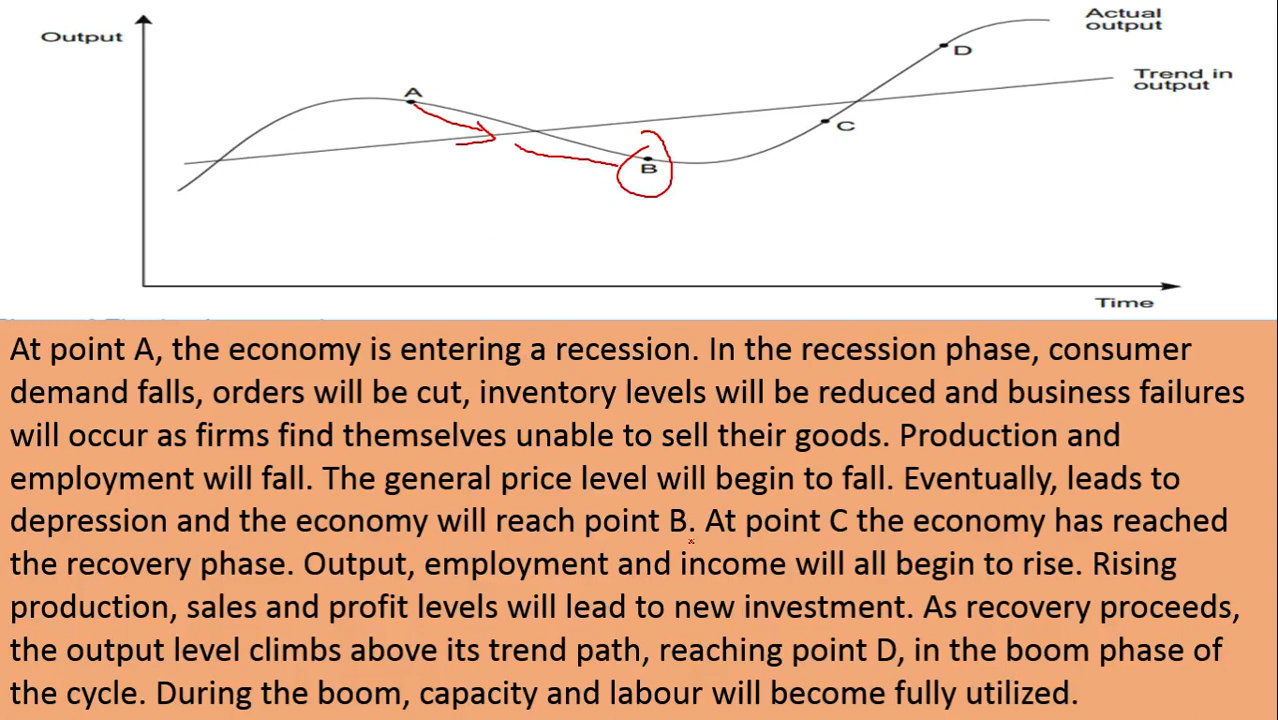 Output
Actual
output
A
D
Trend in
output
C
B
Time
At point A, the economy is entering a recession. In the recession phase, consumer
demand falls, orders will be cut, inventory levels will be reduced and business failures
will occur as firms find themselves unable to sell their goods. Production and
employment will fall. The general price level will begin to fall. Eventually, leads to
depression and the economy will reach point B. At point C the economy has reached
the recovery phase. Output, employment and income will all begin to rise. Rising
production, sales and profit levels will lead to new investment. As recovery proceeds,
the output level climbs above its trend path, reaching point D, in the boom phase of
the cycle. During the boom, capacity and labour will become fully utilized.